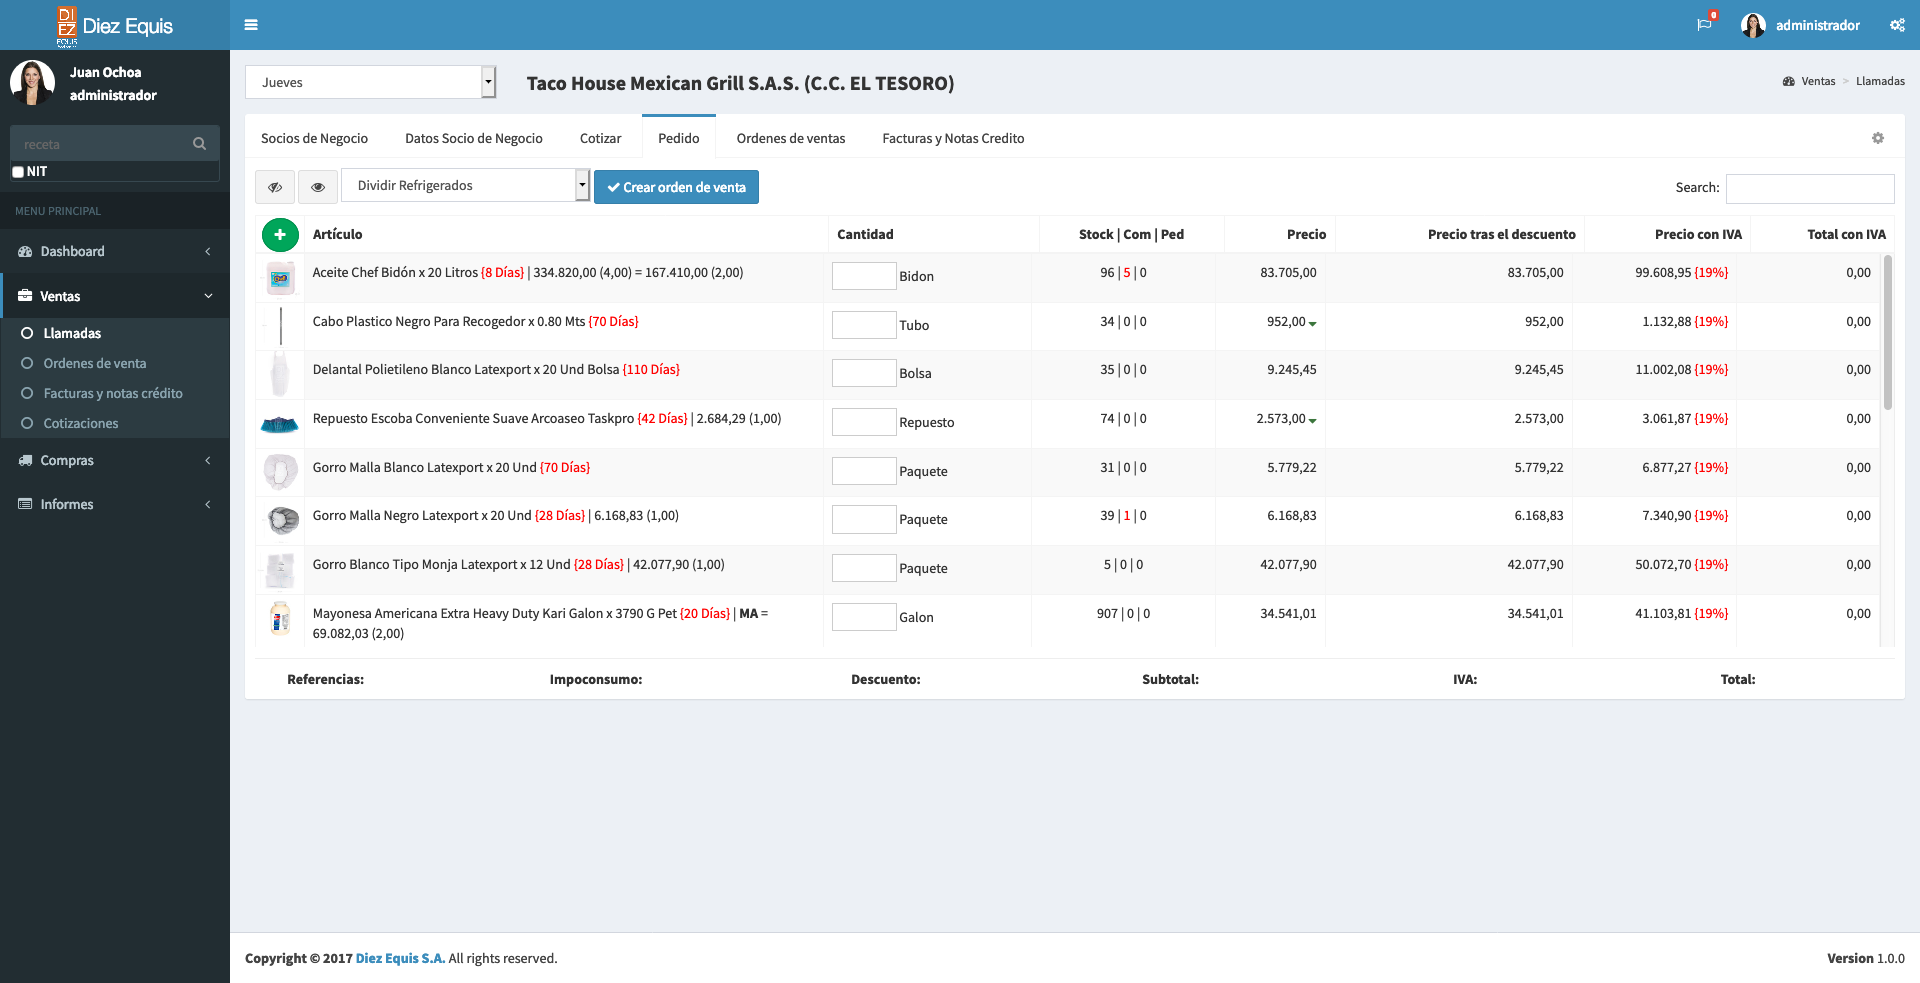 DIEZ EQUIS
Diez Equis
0
administrador
Juan Ochoa
administrador
receta
NIT
MENU PRINCIPAL
Dashboard
Ventas
Llamadas
Ordenes de venta
Facturas y notas crédito
Cotizaciones
Compras
Informes
Jueves
Taco House Mexican Grill S.A.S. (C.C. EL TESORO)
Ventas > Llamadas
Socios de Negocio Datos Socio de Negocio Cotizar Pedido Ordenes de ventas Facturas y Notas Credito
Dividir Refrigerados Crear orden de venta Search:
Artículo Cantidad Stock | Com | Ped Precio Precio tras el descuento Precio con IVA Total con IVA
Aceite Chef Bidón x 20 Litros {8 Días} | 334.820,00 (4,00) = 167.410,00 (2,00) Bidon 96 | 5 | 0 83.705,00 83.705,00 99.608,95 {19%} 0,00
Cabo Plastico Negro Para Recogedor x 0.80 Mts {70 Días} Tubo 34 | 0 | 0 952,00 952,00 1.132,88 {19%} 0,00
Delantal Polietileno Blanco Latexport x 20 Und Bolsa {110 Días} Bolsa 35 | 0 | 0 9.245,45 9.245,45 11.002,08 {19%} 0,00
Repuesto Escoba Conveniente Suave Arcoaseo Taskpro {42 Días} | 2.684,29 (1,00) Repuesto 74 | 0 | 0 2.573,00 2.573,00 3.061,87 {19%} 0,00
Gorro Malla Blanco Latexport x 20 Und {70 Días} Paquete 31 | 0 | 0 5.779,22 5.779,22 6.877,27 {19%} 0,00
Gorro Malla Negro Latexport x 20 Und {28 Días} | 6.168,83 (1,00) Paquete 39 | 1 | 0 6.168,83 6.168,83 7.340,90 {19%} 0,00
Gorro Blanco Tipo Monja Latexport x 12 Und {28 Días} | 42.077,90 (1,00) Paquete 5 | 0 | 0 42.077,90 42.077,90 50.072,70 {19%} 0,00
Mayonesa Americana Extra Heavy Duty Kari Galon x 3790 G Pet {20 Días} | MA = Galon 907 | 0 | 0 34.541,01 34.541,01 41.103,81 {19%} 0,00
69.082,03 (2,00)
Referencias: Impoconsumo: Descuento: Subtotal: IVA: Total:
Copyright © 2017 Diez Equis S.A. All rights reserved.
Version 1.0.0